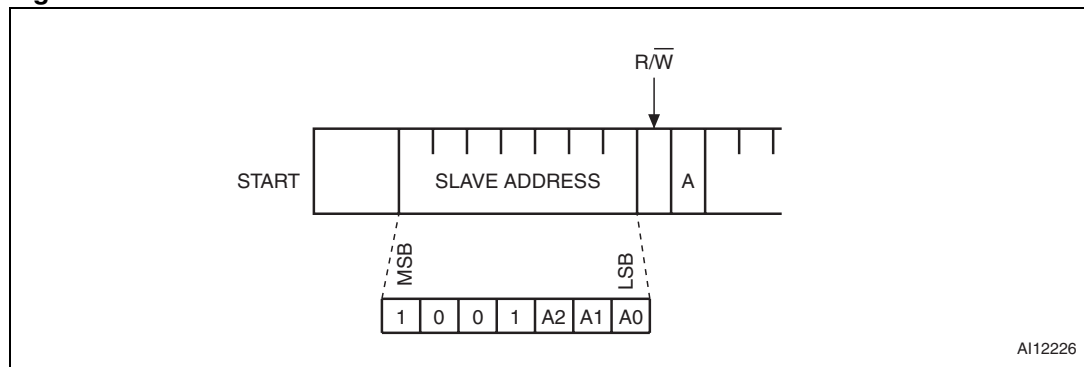 R/W̅
START
SLAVE ADDRESS
A
MSB
LSB
1 0 0 1 A2 A1 A0
AI12226